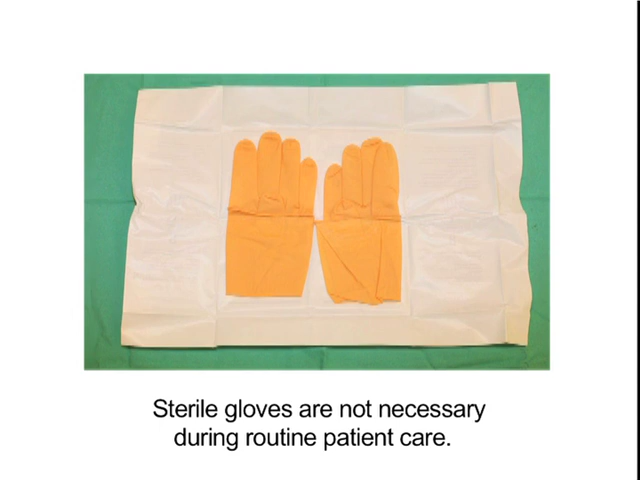 Sterile gloves are not necessary
during routine patient care.